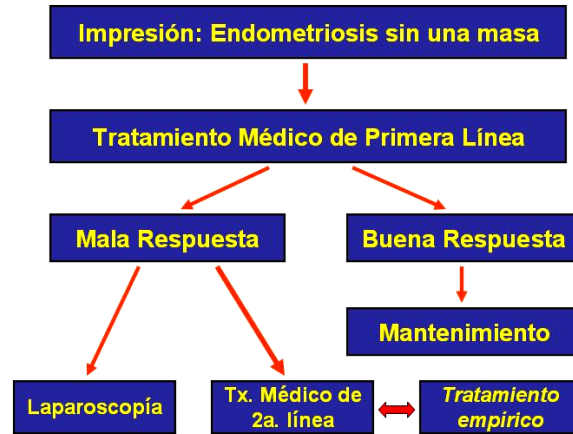 Impresión: Endometriosis sin una masa
Tratamiento Médico de Primera Línea
Mala Respuesta
Buena Respuesta
Mantenimiento
Laparoscopía
Tx. Médico de
2a. línea
Tratamiento
empírico